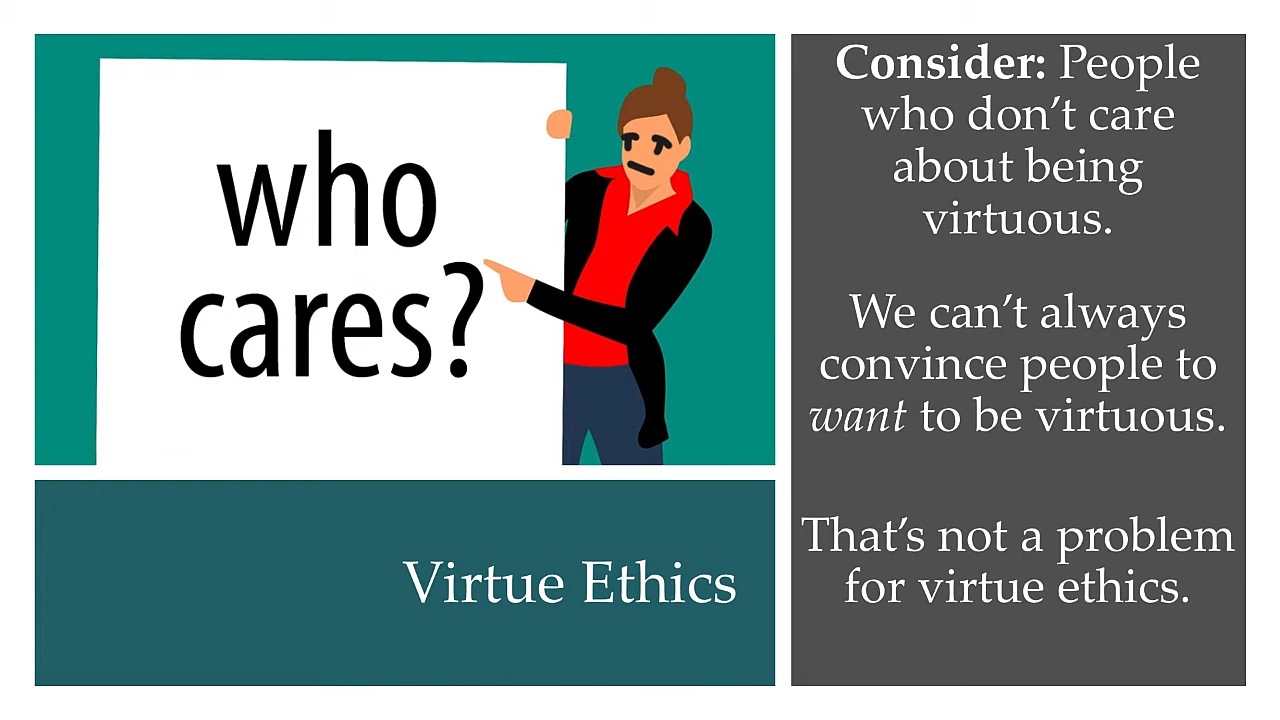 who
cares?
Virtue Ethics
Consider: People
who don’t care
about being
virtuous.
We can’t always
convince people to
want to be virtuous.
That’s not a problem
for virtue ethics.